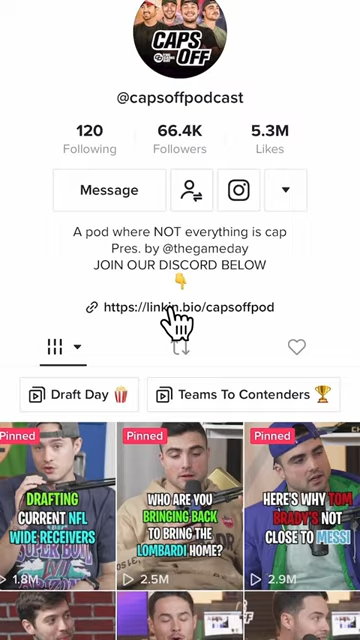 CAPS
OFF
@capsoffpodcast
120 66.4K 5.3M
Following Followers Likes
Message
A pod where NOT everything is cap
Pres. by @thegameday
JOIN OUR DISCORD BELOW
👇
https://linkin.bio/capsoffpod
Draft Day 🍿 Teams To Contenders 🏆
Pinned
DRAFTING
CURRENT NFL
WIDE RECEIVERS
1.8M
Pinned
WHO ARE YOU
BRINGING BACK
TO BRING THE
LOMBARDI HOME?
2.5M
Pinned
HERE'S WHY TOM
BRADY'S NOT
CLOSE TO MESSI
2.9M